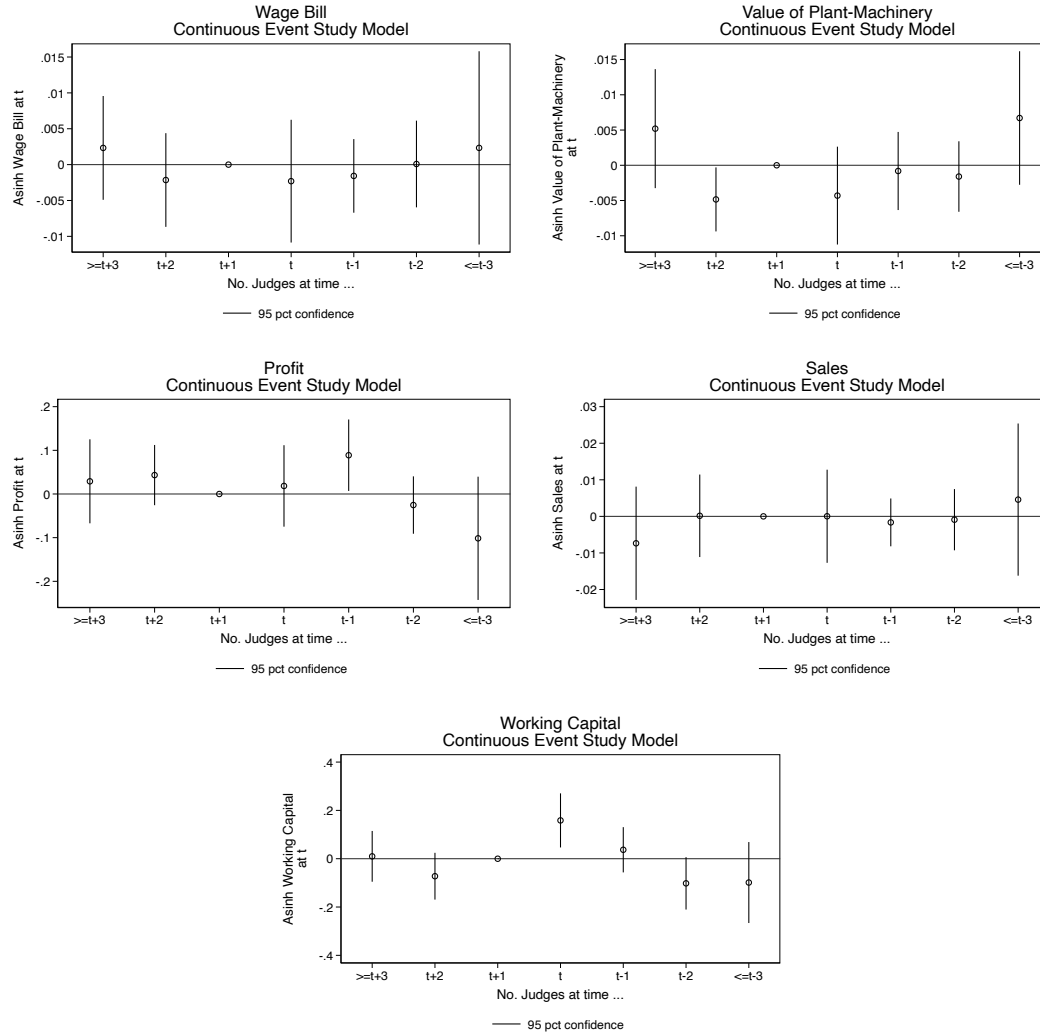 Wage Bill
Continuous Event Study Model
Asinh Wage Bill at t
.015
.01
.005
0
-.005
-.01
>=t+3 t+2 t+1 t t-1 t-2 <=t-3
No. Judges at time ...
95 pct confidence
Value of Plant-Machinery
Continuous Event Study Model
Asinh Value of Plant-Machinery
at t
.015
.01
.005
0
-.005
-.01
>=t+3 t+2 t+1 t t-1 t-2 <=t-3
No. Judges at time ...
95 pct confidence
Profit
Continuous Event Study Model
Asinh Profit at t
.2
.1
0
-.1
-.2
>=t+3 t+2 t+1 t t-1 t-2 <=t-3
No. Judges at time ...
95 pct confidence
Sales
Continuous Event Study Model
Asinh Sales at t
.03
.02
.01
0
-.01
-.02
>=t+3 t+2 t+1 t t-1 t-2 <=t-3
No. Judges at time ...
95 pct confidence
Working Capital
Continuous Event Study Model
Asinh Working Capital
at t
.4
.2
0
-.2
-.4
>=t+3 t+2 t+1 t t-1 t-2 <=t-3
No. Judges at time ...
95 pct confidence